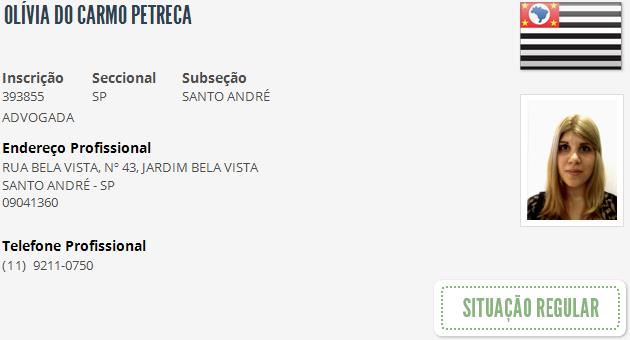 OLÍVIA DO CARMO PETRECA
Inscrição Seccional Subseção
393855 SP SANTO ANDRÉ
ADVOGADA
Endereço Profissional
RUA BELA VISTA, Nº 43, JARDIM BELA VISTA
SANTO ANDRÉ - SP
09041360
Telefone Profissional
(11) 9211-0750
SITUAÇÃO REGULAR